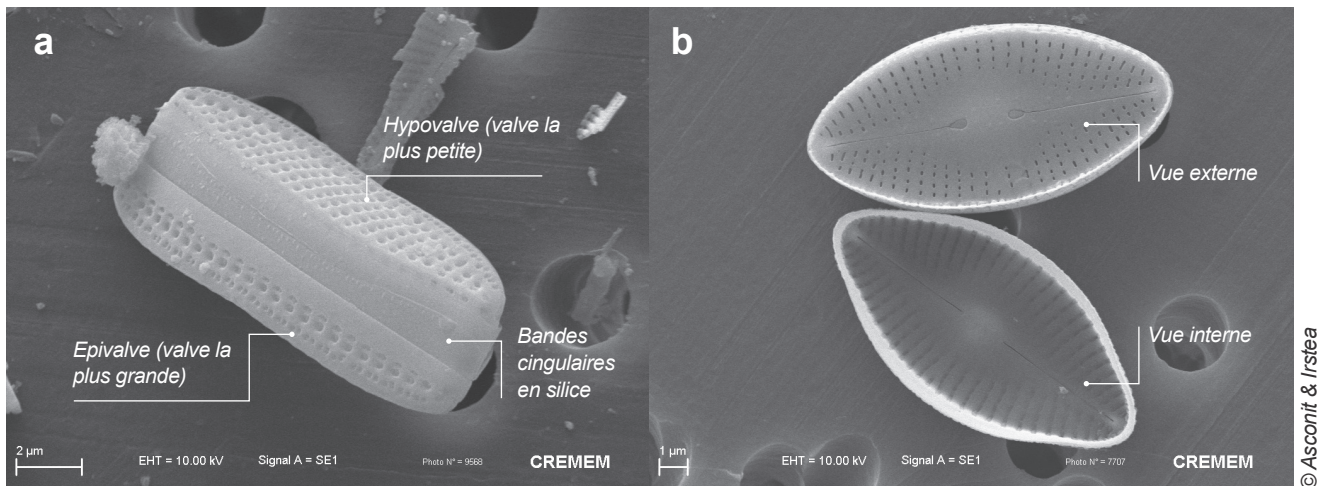 a
Hypovalve (valve la
plus petite)
Epivalve (valve la
plus grande)
Bandes
cingulaires
en silice
2 µm
EHT = 10.00 kV
Signal A = SE1
Photo N° = 9568
CREMEM
b
Vue externe
Vue interne
1 µm
EHT = 10.00 kV
Signal A = SE1
Photo N° = 7707
CREMEM
© Asconit & Irstea